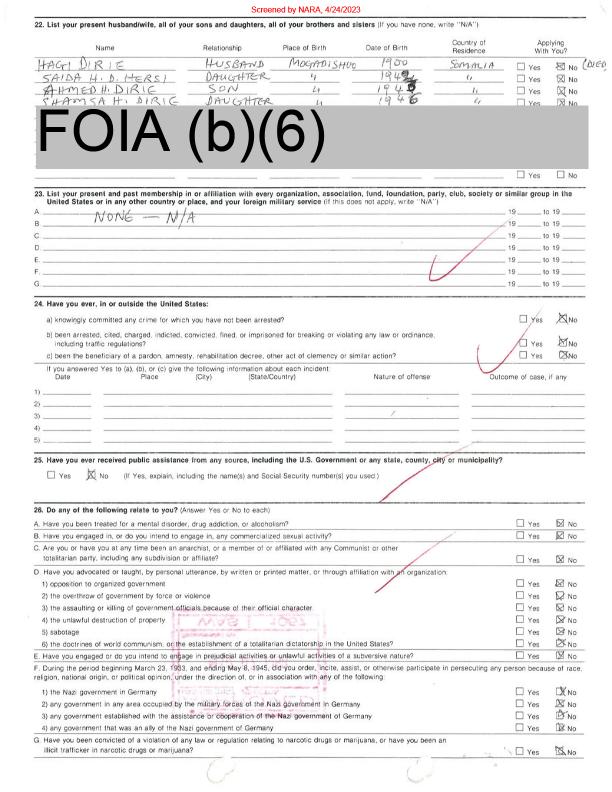 Screened by NARA, 4/24/2023
22. List your present husband/wife, all of your sons and daughters, all of your brothers and sisters (If you have none, write "N/A")
Name Relationship Place of Birth Date of Birth Country of Residence Applying With You?
HAGI DIRIE HUSBAND MOGADISHUO 1900 SOMALIA Yes No (DIED
SAIDA H. D. HERSI DAUGHTER " Yes No
AHMED H. DIRIE SON " " Yes No
SHAMSA H. DIRIE DAUGHTER " " Yes No
FOIA (b)(6)
Yes No
23. List your present and past membership in or affiliation with every organization, association, fund, foundation, party, club, society or similar group in the
United States or in any other country or place, and your foreign military service (If this does not apply, write "N/A")
A. NONE — N/A 19 to 19
B. 19 to 19
C. 19 to 19
D. 19 to 19
E. 19 to 19
F. 19 to 19
G. 19 to 19
24. Have you ever, in or outside the United States:
a) knowingly committed any crime for which you have not been arrested? Yes No
b) been arrested, cited, charged, indicted, convicted, fined, or imprisoned for breaking or violating any law or ordinance,
including traffic regulations? Yes No
c) been the beneficiary of a pardon, amnesty, rehabilitation decree, other act of clemency or similar action? Yes No
If you answered Yes to (a), (b), or (c) give the following information about each incident:
Date Place (City) (State/Country) Nature of offense Outcome of case, if any
1)
2)
3)
4)
5)
25. Have you ever received public assistance from any source, including the U.S. Government or any state, county, city or municipality?
Yes No (If Yes, explain, including the name(s) and Social Security number(s) you used.)
26. Do any of the following relate to you? (Answer Yes or No to each)
A. Have you been treated for a mental disorder, drug addiction, or alcoholism? Yes No
B. Have you engaged in, or do you intend to engage in, any commercialized sexual activity? Yes No
C. Are you or have you at any time been an anarchist, or a member of or affiliated with any Communist or other
totalitarian party, including any subdivision or affiliate? Yes No
D. Have you advocated or taught, by personal utterance, by written or printed matter, or through affiliation with an organization:
1) opposition to organized government Yes No
2) the overthrow of government by force or violence Yes No
3) the assaulting or killing of government officials because of their official character Yes No
4) the unlawful destruction of property Yes No
5) sabotage Yes No
6) the doctrines of world communism, or the establishment of a totalitarian dictatorship in the United States? Yes No
E. Have you engaged or do you intend to engage in prejudicial activities or unlawful activities of a subversive nature? Yes No
F. During the period beginning March 23, 1933, and ending May 8, 1945, did you order, incite, assist, or otherwise participate in persecuting any person because of race,
religion, national origin, or political opinion, under the direction of, or in association with any of the following:
1) the Nazi government in Germany Yes No
2) any government in any area occupied by the military forces of the Nazi government in Germany Yes No
3) any government established with the assistance or cooperation of the Nazi government of Germany Yes No
4) any government that was an ally of the Nazi government of Germany Yes No
G. Have you been convicted of a violation of any law or regulation relating to narcotic drugs or marijuana, or have you been an
illicit trafficker in narcotic drugs or marijuana? Yes No